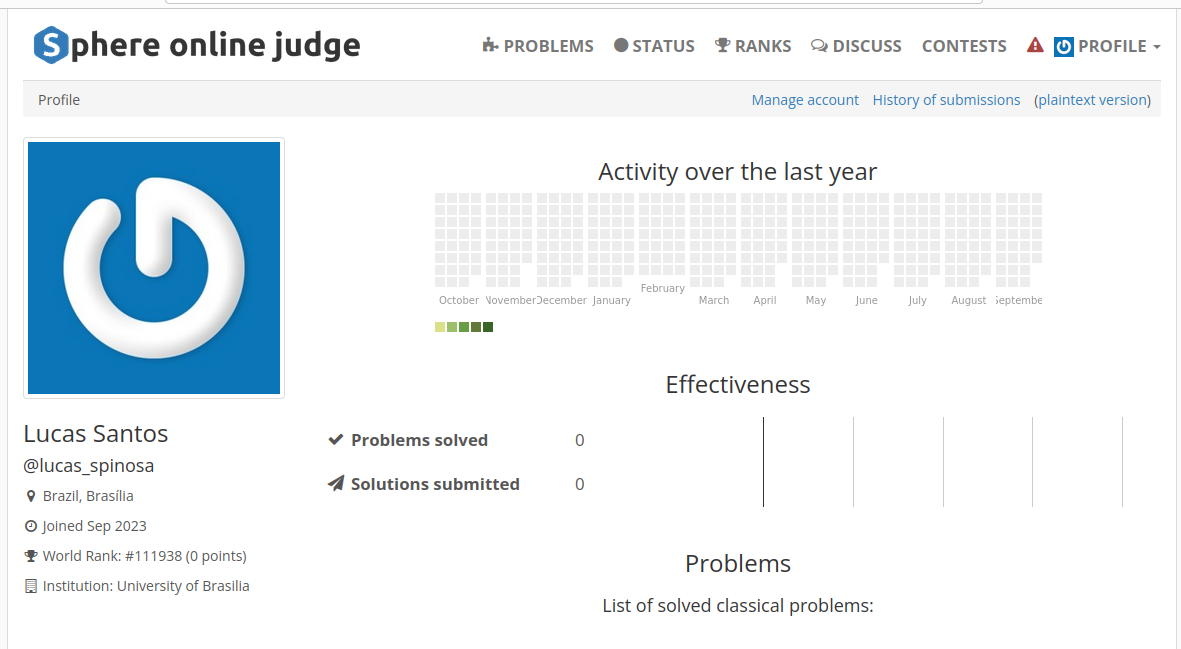 Sphere online judge
PROBLEMS STATUS RANKS DISCUSS CONTESTS PROFILE
Profile
Manage account History of submissions (plaintext version)
Activity over the last year
October November December January February March April May June July August Septembe
Effectiveness
Lucas Santos
@lucas_spinosa
Brazil, Brasília
Joined Sep 2023
World Rank: #111938 (0 points)
Institution: University of Brasilia
Problems solved 0
Solutions submitted 0
Problems
List of solved classical problems: